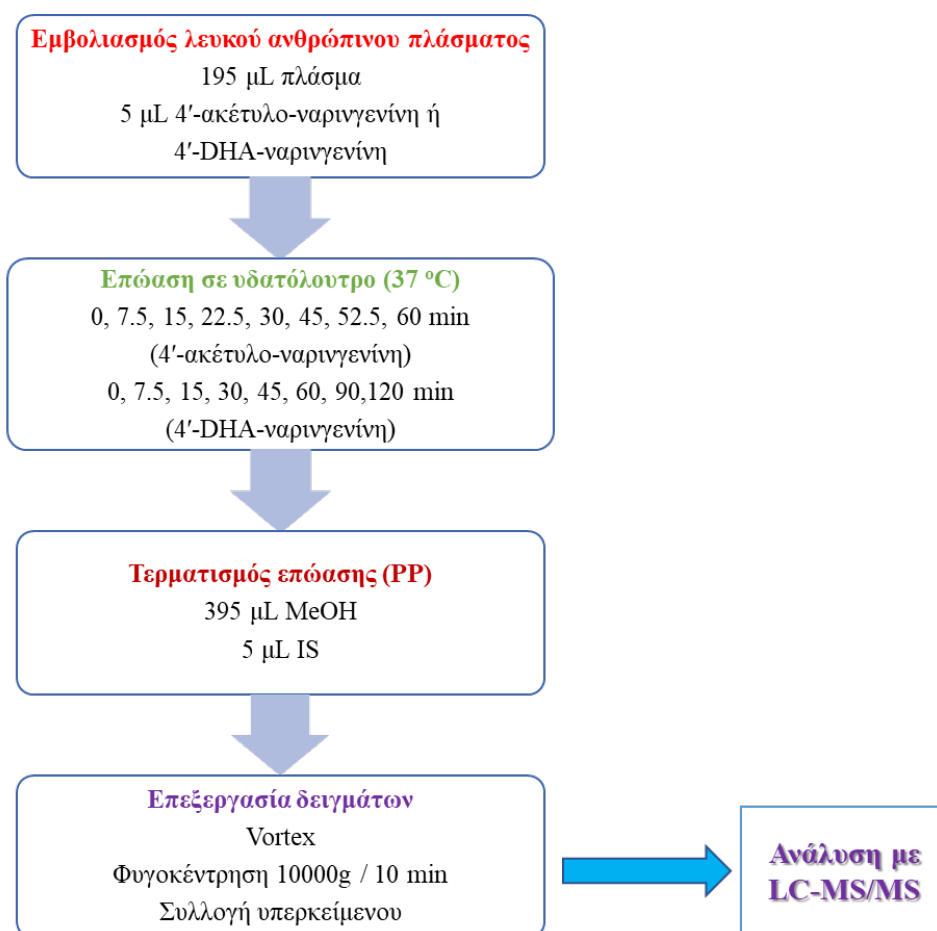 Εμβολιασμός λευκού ανθρώπινου πλάσματος
195 μL πλάσμα
5 μL 4′-ακέτυλο-ναρινγενίνη ή
4′-DHA-ναρινγενίνη
Επώαση σε υδατόλουτρο (37 °C)
0, 7.5, 15, 22.5, 30, 45, 52.5, 60 min
(4′-ακέτυλο-ναρινγενίνη)
0, 7.5, 15, 30, 45, 60, 90,120 min
(4′-DHA-ναρινγενίνη)
Τερματισμός επώασης (PP)
395 μL MeOH
5 μL IS
Επεξεργασία δειγμάτων
Vortex
Φυγοκέντρηση 10000g / 10 min
Συλλογή υπερκείμενου
Ανάλυση με
LC-MS/MS